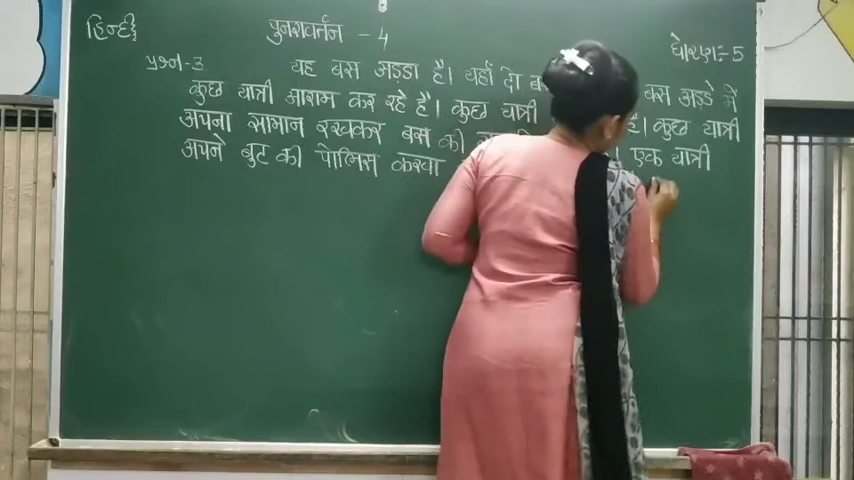 हिन्दी
पुनरावर्तन - 4
धोरण:- 5
प्रश्न-3
यह बस अड्डा है। यहाँ दो बस अड्डे में
कुछ यात्री आराम कर रहे है। कुछ यात्री है। कुछ यात्री
अपना सामान रखकर बस की एक यात्री
अपने बुट की पोलिस करवा